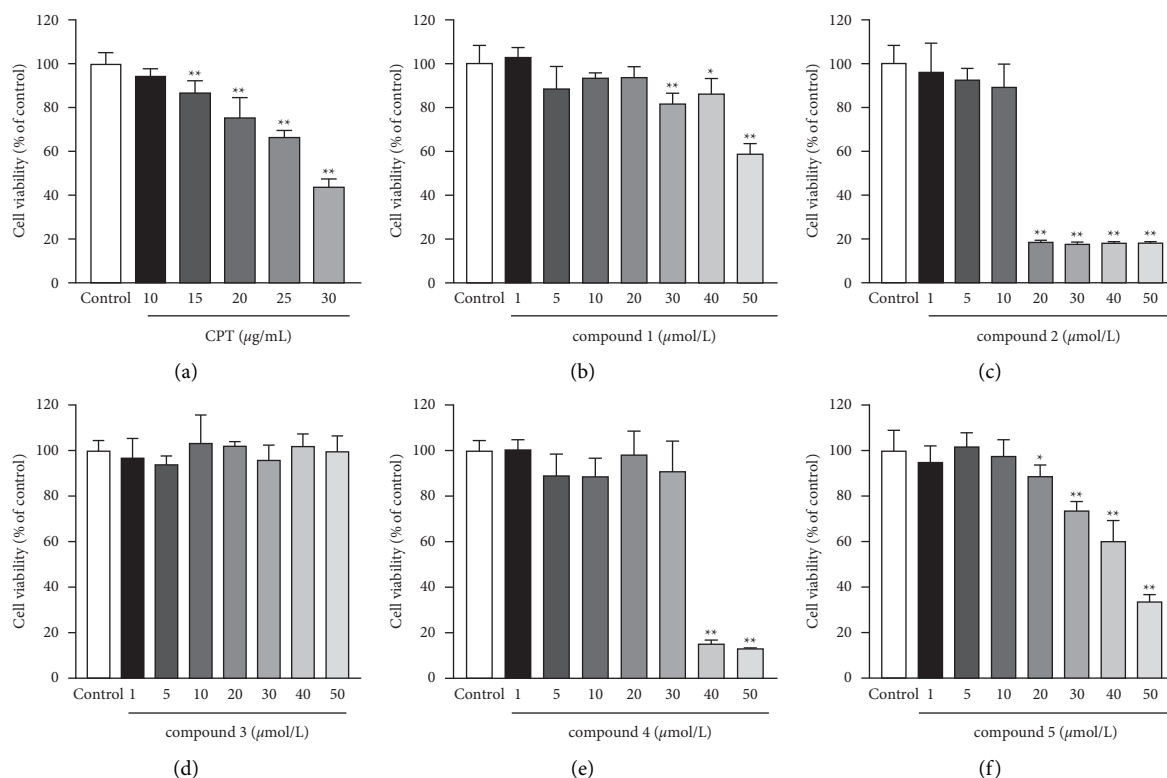 120
100
80
60
40
20
0
Cell viability (% of control)
**
**
**
**
Control 10 15 20 25 30
CPT (μg/mL)
(a)
120
100
80
60
40
20
0
Cell viability (% of control)
**
*
**
Control 1 5 10 20 30 40 50
compound 1 (μmol/L)
(b)
120
100
80
60
40
20
0
Cell viability (% of control)
** ** ** **
Control 1 5 10 20 30 40 50
compound 2 (μmol/L)
(c)
120
100
80
60
40
20
0
Cell viability (% of control)
Control 1 5 10 20 30 40 50
compound 3 (μmol/L)
(d)
120
100
80
60
40
20
0
Cell viability (% of control)
** **
Control 1 5 10 20 30 40 50
compound 4 (μmol/L)
(e)
120
100
80
60
40
20
0
Cell viability (% of control)
*
**
**
**
Control 1 5 10 20 30 40 50
compound 5 (μmol/L)
(f)